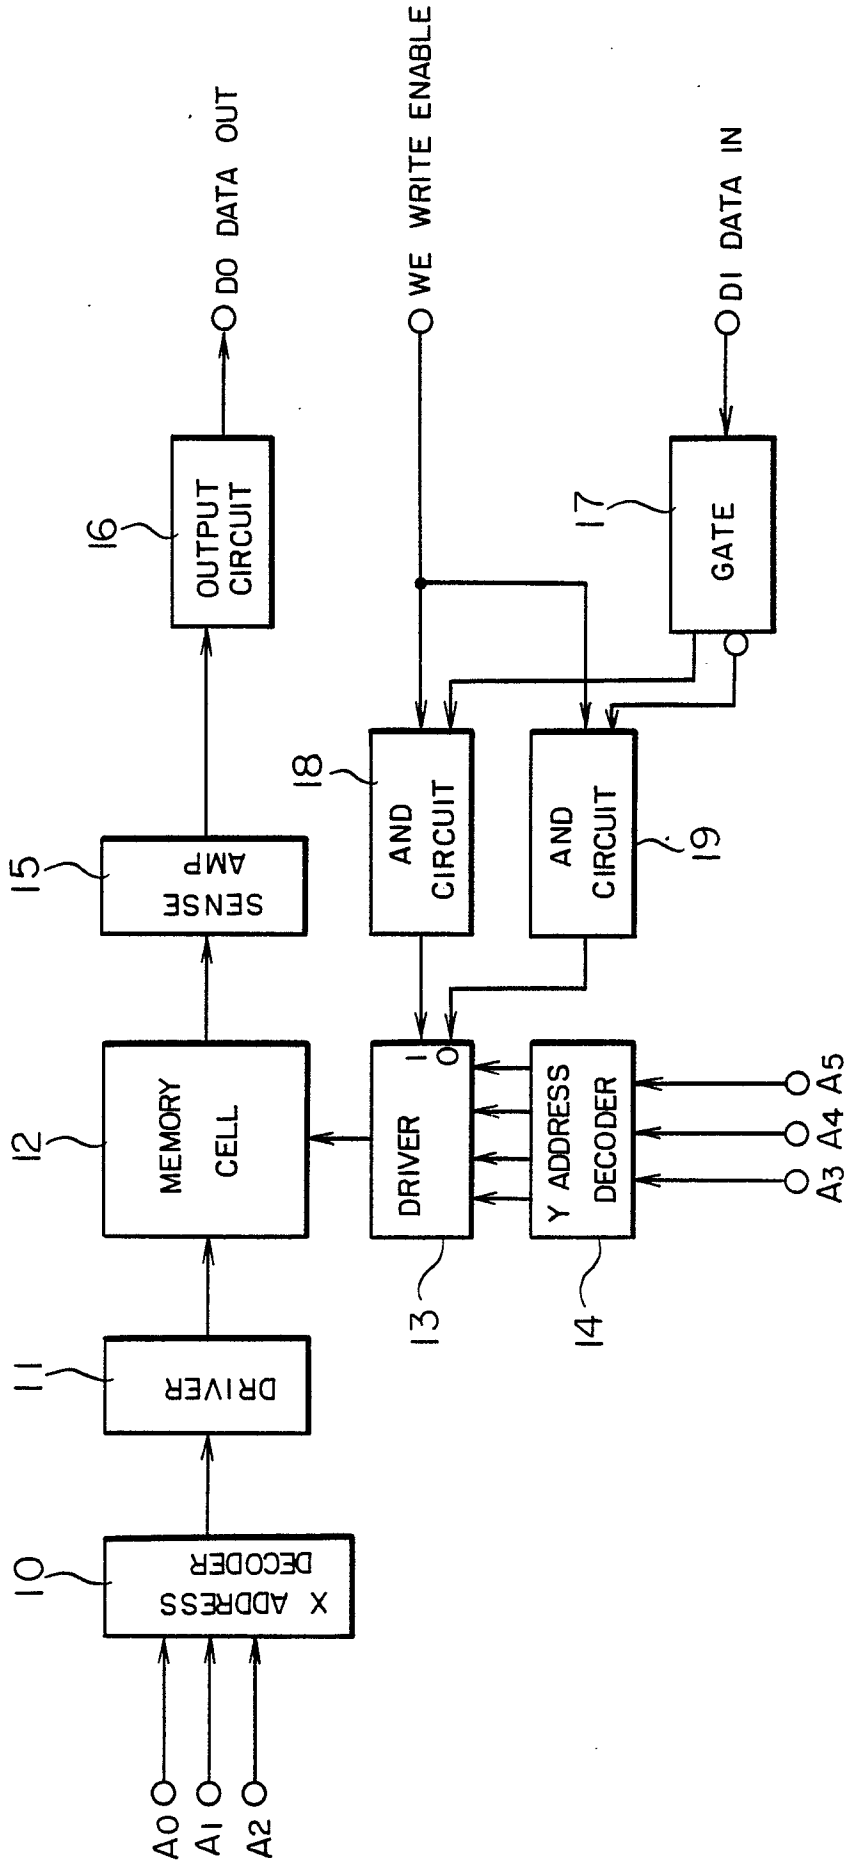 A0
A1
A2
10
X ADDRESS
DECODER
11
DRIVER
12
MEMORY
CELL
15
SENSE
AMP
16
OUTPUT
CIRCUIT
DO DATA OUT
13
DRIVER
1
0
18
AND
CIRCUIT
WE WRITE ENABLE
14
Y ADDRESS
DECODER
A3
A4
A5
19
AND
CIRCUIT
17
GATE
DI DATA IN